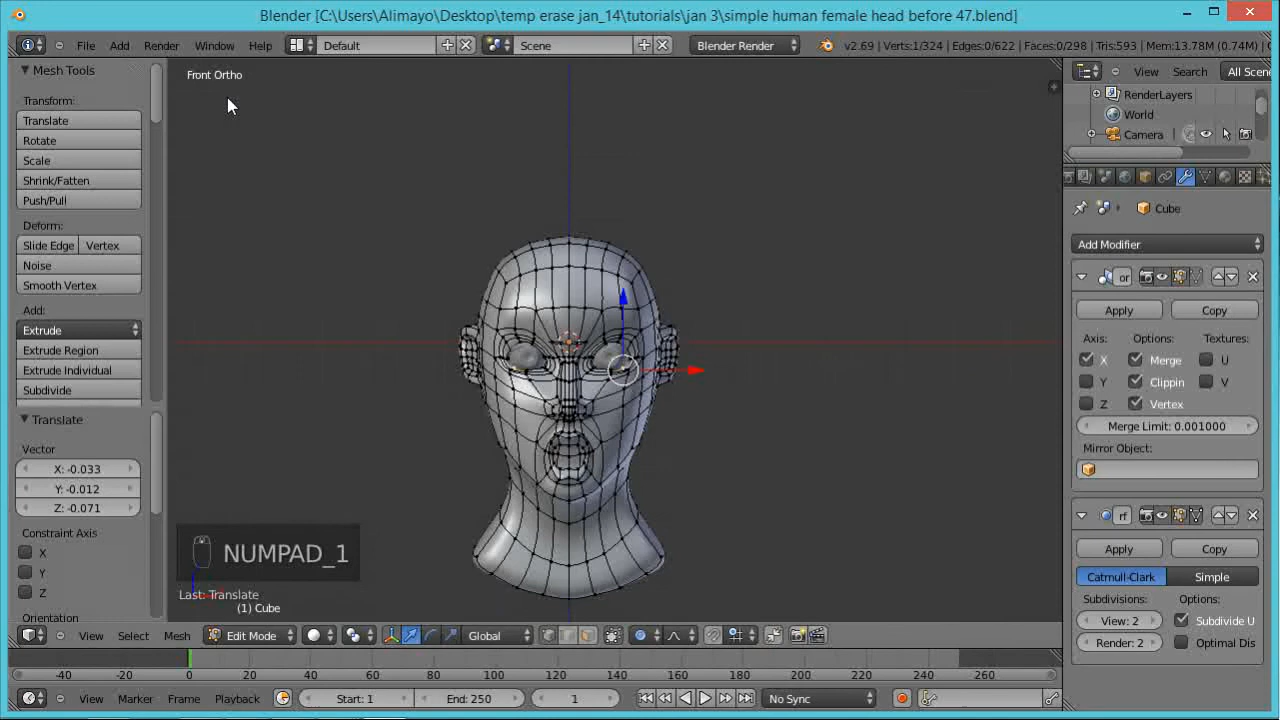 Blender [C:\Users\Alimayo\Desktop\temp erase jan_14\tutorials\jan 3\simple human female head before 47.blend]
File Add Render Window Help Default Scene Blender Render v2.69 | Verts:1/324 | Edges:0/622 | Faces:0/298 | Tris:593 | Mem:13.78M (0.74M) | C
Mesh Tools
Transform:
Translate
Rotate
Scale
Shrink/Fatten
Push/Pull
Deform:
Slide Edge Vertex
Noise
Smooth Vertex
Add:
Extrude
Extrude Region
Extrude Individual
Subdivide
Translate
Vector
X: -0.033
Y: -0.012
Z: -0.071
Constraint Axis
X
Y
Z
Orientation
Front Ortho
NUMPAD_1
Last: Translate
(1) Cube
View Search All Scene
RenderLayers
World
Camera
Cube
Add Modifier
or
Apply Copy
Axis: Options: Textures:
X Merge U
Y Clippin V
Z Vertex
Merge Limit: 0.001000
Mirror Object:
rf
Apply Copy
Catmull-Clark Simple
Subdivisions: Options:
View: 2 Subdivide U
Render: 2 Optimal Dis
View Select Mesh Edit Mode Global
-40 -20 0 20 40 60 80 100 120 140 160 180 200 220 240 260
View Marker Frame Playback Start: 1 End: 250 1 No Sync